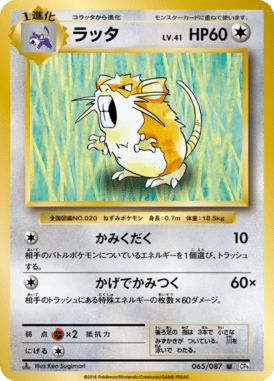 1進化
コラッタから進化
モンスターカードに重ねて使います。
ラッタ
LV.41 HP60
全国図鑑NO.020 ねずみポケモン 身長：0.7m 体重：18.5kg
かみくだく 10
相手のバトルポケモンについているエネルギーを1個選び、トラッシュする。
かげでかみつく 60×
相手のトラッシュにある特殊エネルギーの枚数×60ダメージ。
弱点 ×2 抵抗力
にげる
後ろ足の指は 3本で 小さな
みずかきが ついている。 川を
浮いて わたる。
Illus.Ken Sugimori
065/087 U CP6
©2016 Pokémon/Nintendo/Creatures/GAME FREAK.